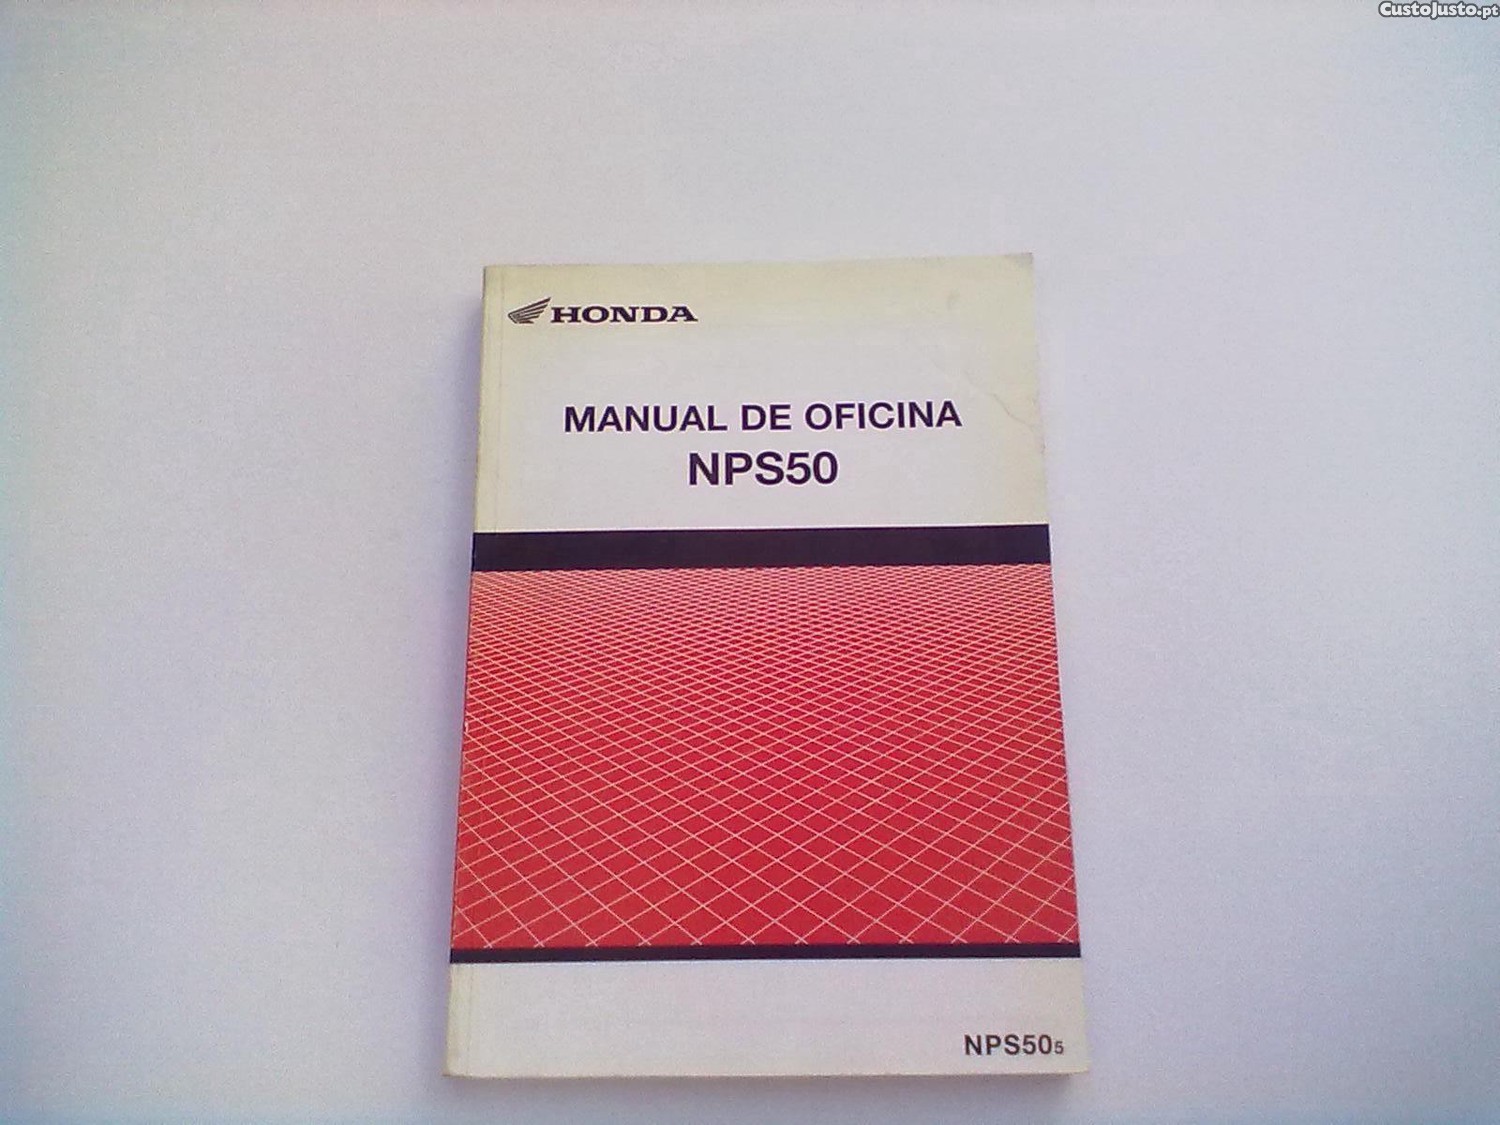 CustoJusto.pt
HONDA
MANUAL DE OFICINA
NPS50
NPS505